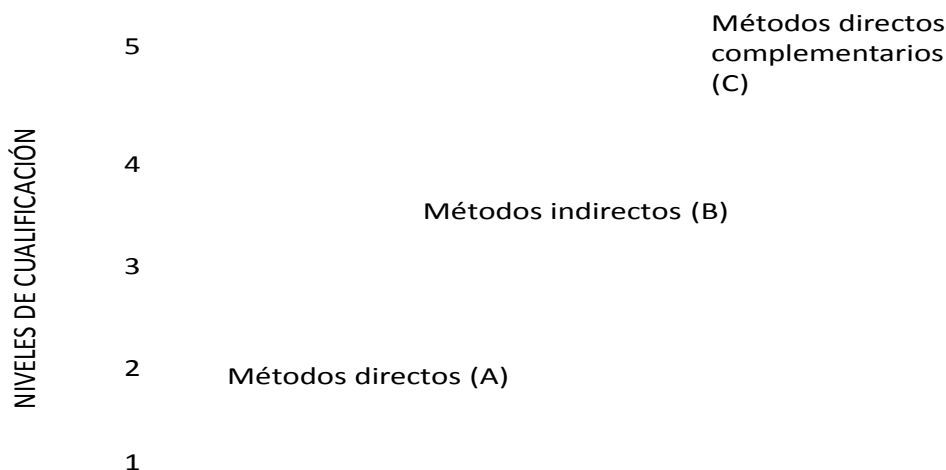 NIVELES DE CUALIFICACIÓN
5
Métodos directos
complementarios
(C)
4
Métodos indirectos (B)
3
2
Métodos directos (A)
1